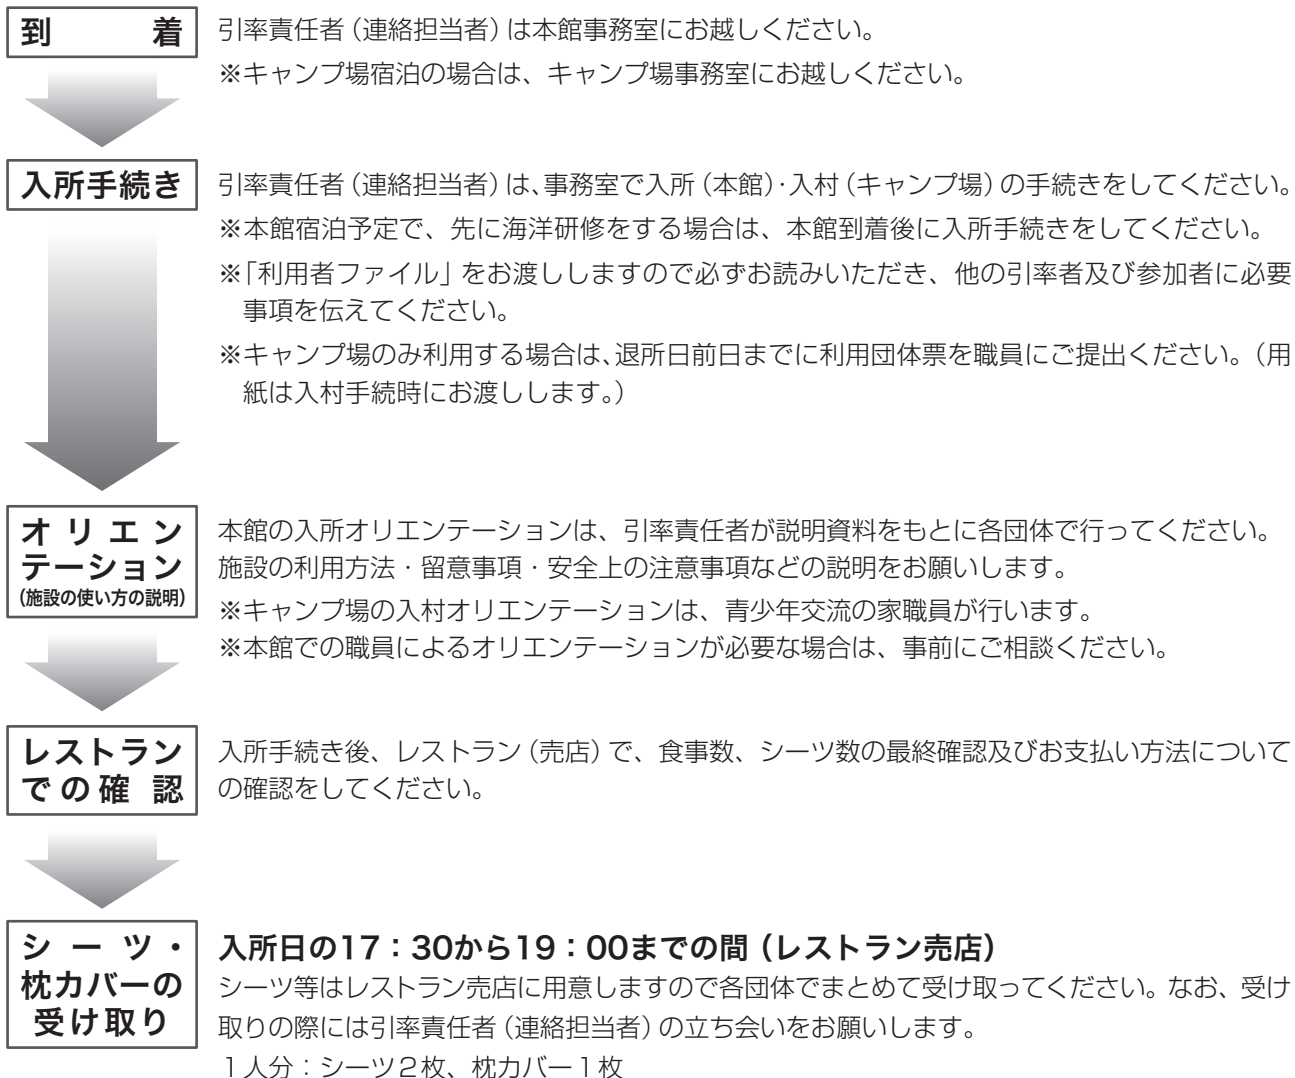 到　着
引率責任者（連絡担当者）は本館事務室にお越しください。
※キャンプ場宿泊の場合は、キャンプ場事務室にお越しください。
入所手続き
引率責任者（連絡担当者）は、事務室で入所（本館）・入村（キャンプ場）の手続きをしてください。
※本館宿泊予定で、先に海洋研修をする場合は、本館到着後に入所手続きをしてください。
※「利用者ファイル」をお渡ししますので必ずお読みいただき、他の引率者及び参加者に必要
事項を伝えてください。
※キャンプ場のみ利用する場合は、退所日前日までに利用団体票を職員にご提出ください。（用
紙は入村手続時にお渡しします。）
オリエン
テーション
（施設の使い方の説明）
本館の入所オリエンテーションは、引率責任者が説明資料をもとに各団体で行ってください。
施設の利用方法・留意事項・安全上の注意事項などの説明をお願いします。
※キャンプ場の入村オリエンテーションは、青少年交流の家職員が行います。
※本館での職員によるオリエンテーションが必要な場合は、事前にご相談ください。
レストラン
での確認
入所手続き後、レストラン（売店）で、食事数、シーツ数の最終確認及びお支払い方法について
の確認をしてください。
シーツ・
枕カバーの
受け取り
入所日の17：30から19：00までの間（レストラン売店）
シーツ等はレストラン売店に用意しますので各団体でまとめて受け取ってください。なお、受け
取りの際には引率責任者（連絡担当者）の立ち会いをお願いします。
１人分：シーツ２枚、枕カバー１枚